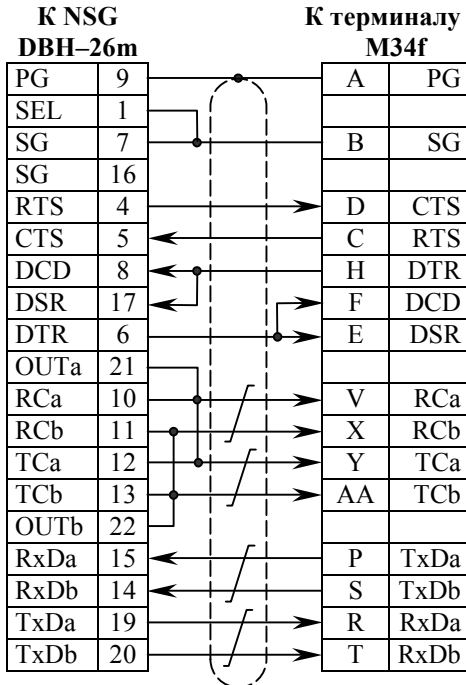 К NSG К терминалу
DBH–26m M34f
PG 9 A PG
SEL 1
SG 7 B SG
SG 16
RTS 4 D CTS
CTS 5 C RTS
DCD 8 H DTR
DSR 17 F DCD
DTR 6 E DSR
OUTa 21
RCa 10 V RCa
RCb 11 X RCb
TCa 12 Y TCa
TCb 13 AA TCb
OUTb 22
RxDa 15 P TxDa
RxDb 14 S TxDb
TxDa 19 R RxDa
TxDb 20 T RxDb